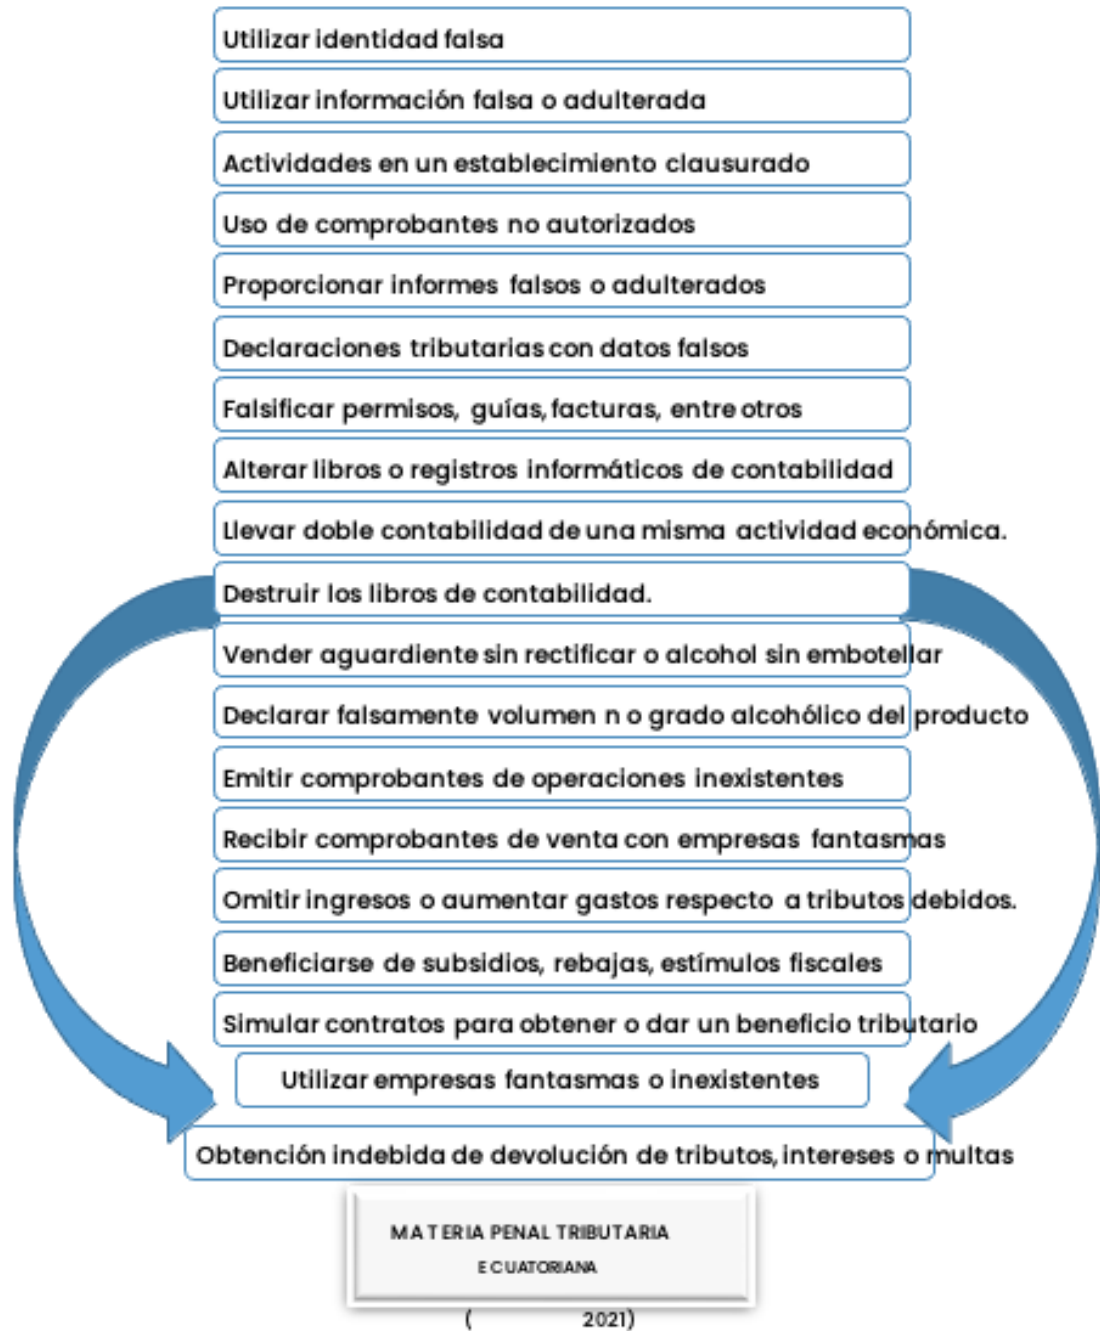 Utilizar identidad falsa
Utilizar información falsa o adulterada
Actividades en un establecimiento clausurado
Uso de comprobantes no autorizados
Proporcionar informes falsos o adulterados
Declaraciones tributarias con datos falsos
Falsificar permisos, guías, facturas, entre otros
Alterar libros o registros informáticos de contabilidad
Llevar doble contabilidad de una misma actividad económica.
Destruir los libros de contabilidad.
Vender aguardiente sin rectificar o alcohol sin embotellar
Declarar falsamente volumen n o grado alcohólico del producto
Emitir comprobantes de operaciones inexistentes
Recibir comprobantes de venta con empresas fantasmas
Omitir ingresos o aumentar gastos respecto a tributos debidos.
Beneficiarse de subsidios, rebajas, estímulos fiscales
Simular contratos para obtener o dar un beneficio tributario
Utilizar empresas fantasmas o inexistentes
Obtención indebida de devolución de tributos, intereses o multas
MATERIA PENAL TRIBUTARIA
ECUATORIANA
( 2021)